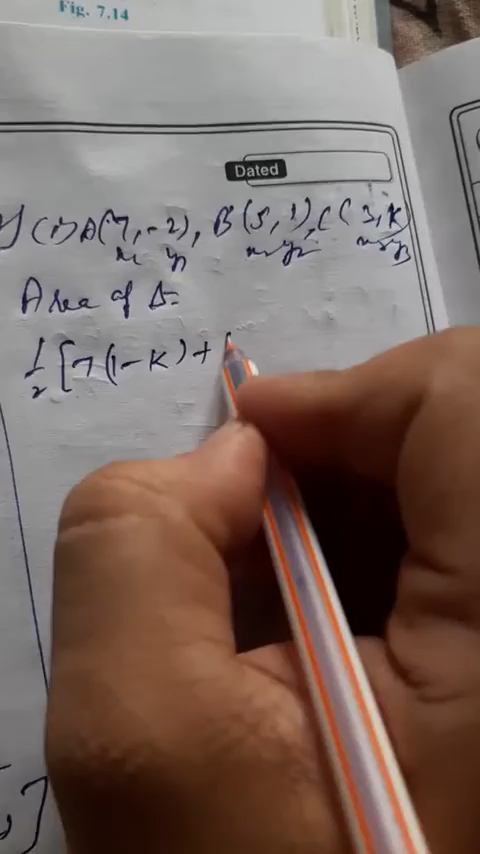 Fig. 7.14
Dated
(i) A(7,-2), B(5,1), C(3,K)
x₁ y₁ x₂ y₂ x₃ y₃
Area of Δ=
1/2 [7(1-K)+